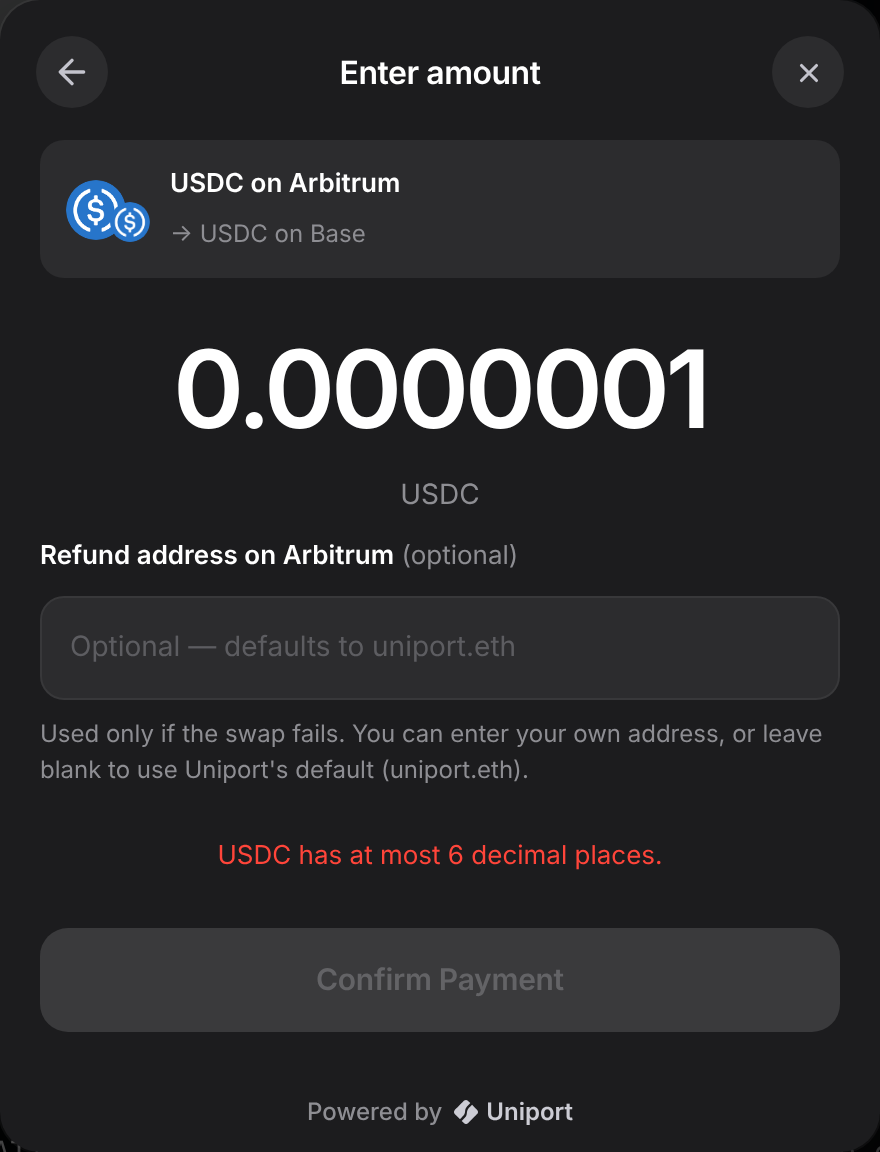 Enter amount
USDC on Arbitrum
→ USDC on Base
0.0000001
USDC
Refund address on Arbitrum (optional)
Optional — defaults to uniport.eth
Used only if the swap fails. You can enter your own address, or leave
blank to use Uniport's default (uniport.eth).
USDC has at most 6 decimal places.
Confirm Payment
Powered by Uniport